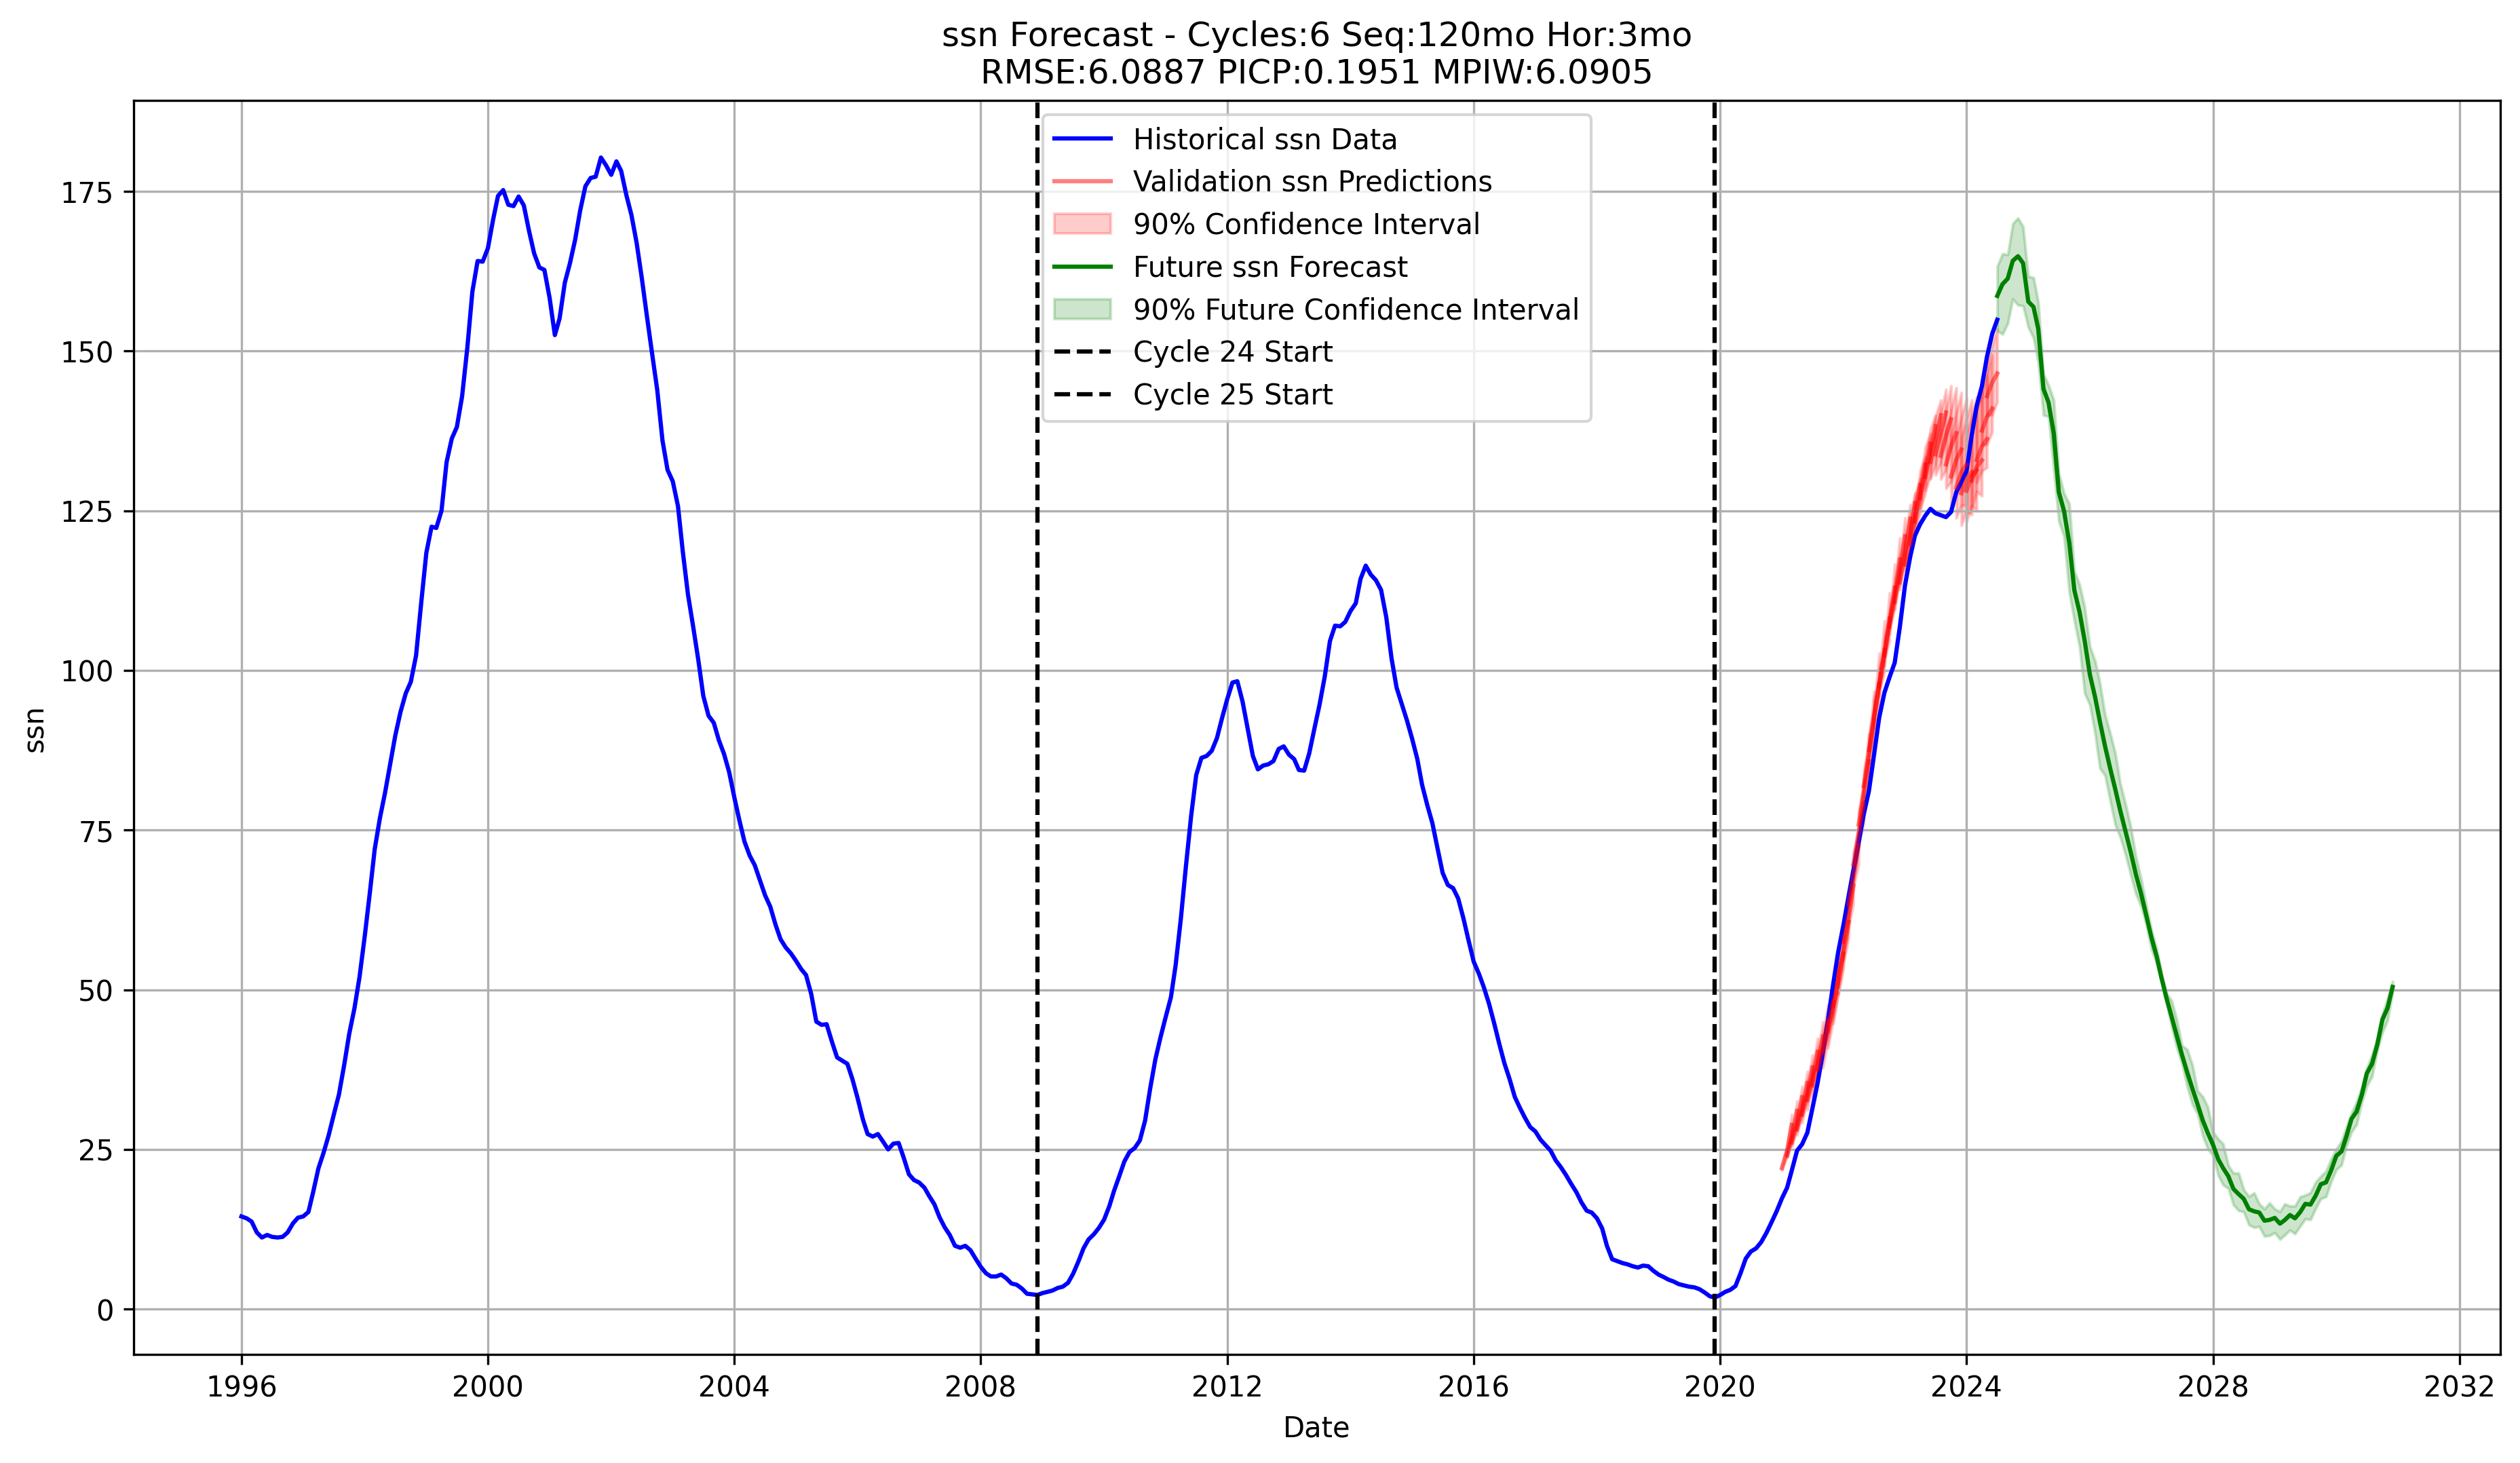 ssn Forecast - Cycles:6 Seq:120mo Hor:3mo
RMSE:6.0887 PICP:0.1951 MPIW:6.0905
Historical ssn Data
Validation ssn Predictions
90% Confidence Interval
Future ssn Forecast
90% Future Confidence Interval
Cycle 24 Start
Cycle 25 Start
175
150
125
100
75
50
25
0
ssn
1996 2000 2004 2008 2012 2016 2020 2024 2028 2032
Date